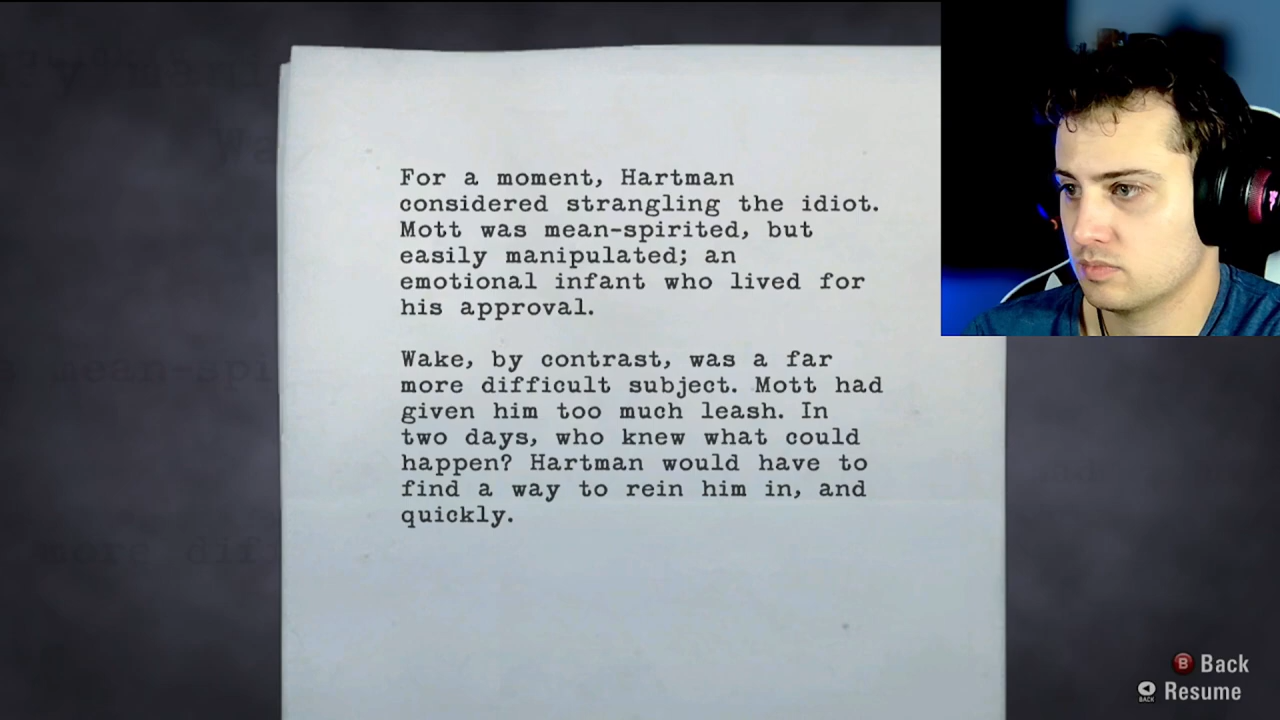 For a moment, Hartman
considered strangling the idiot.
Mott was mean-spirited, but
easily manipulated; an
emotional infant who lived for
his approval.
Wake, by contrast, was a far
more difficult subject. Mott had
given him too much leash. In
two days, who knew what could
happen? Hartman would have to
find a way to rein him in, and
quickly.
B Back
BACK Resume